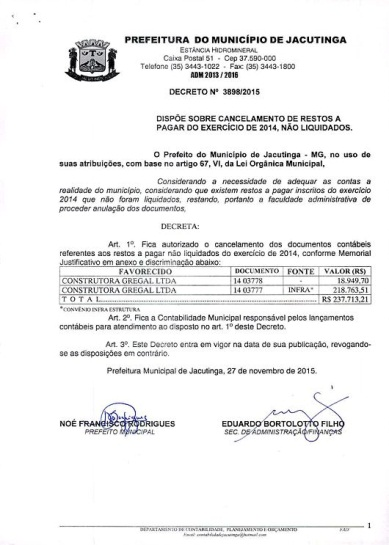 PREFEITURA DO MUNICÍPIO DE JACUTINGA
ESTÂNCIA HIDROMINERAL
Caixa Postal 51 - Cep 37.590-000
Telefone (35) 3443-1022 - Fax (35) 3443-1800
ADM 2013 / 2016
DECRETO Nº 3898/2015
DISPÕE SOBRE CANCELAMENTO DE RESTOS A
PAGAR DO EXERCÍCIO DE 2014, NÃO LIQUIDADOS.
O Prefeito do Município de Jacutinga - MG, no uso de
suas atribuições, com base no artigo 67, VI, da Lei Orgânica Municipal,
Considerando a necessidade de adequar as contas a
realidade do município, considerando que existem restos a pagar inscritos do exercício
2014 que não foram liquidados, restando, portanto a faculdade administrativa de
proceder anulação dos documentos,
DECRETA:
Art. 1º. Fica autorizado o cancelamento dos documentos contábeis
referentes aos restos a pagar não liquidados do exercício de 2014, conforme Memorial
Justificativo em anexo e discriminação abaixo:
FAVORECIDO DOCUMENTO FONTE VALOR (R$)
CONSTRUTORA GREGAL LTDA 14 03778 - 18.949,70
CONSTRUTORA GREGAL LTDA 14 03777 INFRA* 218.763,51
T O T A L R$ 237.713,21
*CONVÊNIO INFRA ESTRUTURA
Art. 2º. Fica a Contabilidade Municipal responsável pelos lançamentos
contábeis para atendimento ao disposto no art. 1º deste Decreto.
Art. 3º. Este Decreto entra em vigor na data de sua publicação, revogando-
se as disposições em contrário.
Prefeitura Municipal de Jacutinga, 27 de novembro de 2015.
NOÉ FRANCISCO RODRIGUES EDUARDO BORTOLOTTO FILHO
PREFEITO MUNICIPAL SEC. DE ADMINISTRAÇÃO/FINANÇAS
1
DEPARTAMENTO DE CONTABILIDADE, PLANEJAMENTO E ORÇAMENTO
Email: contabilidadejacutinga@hotmail.com